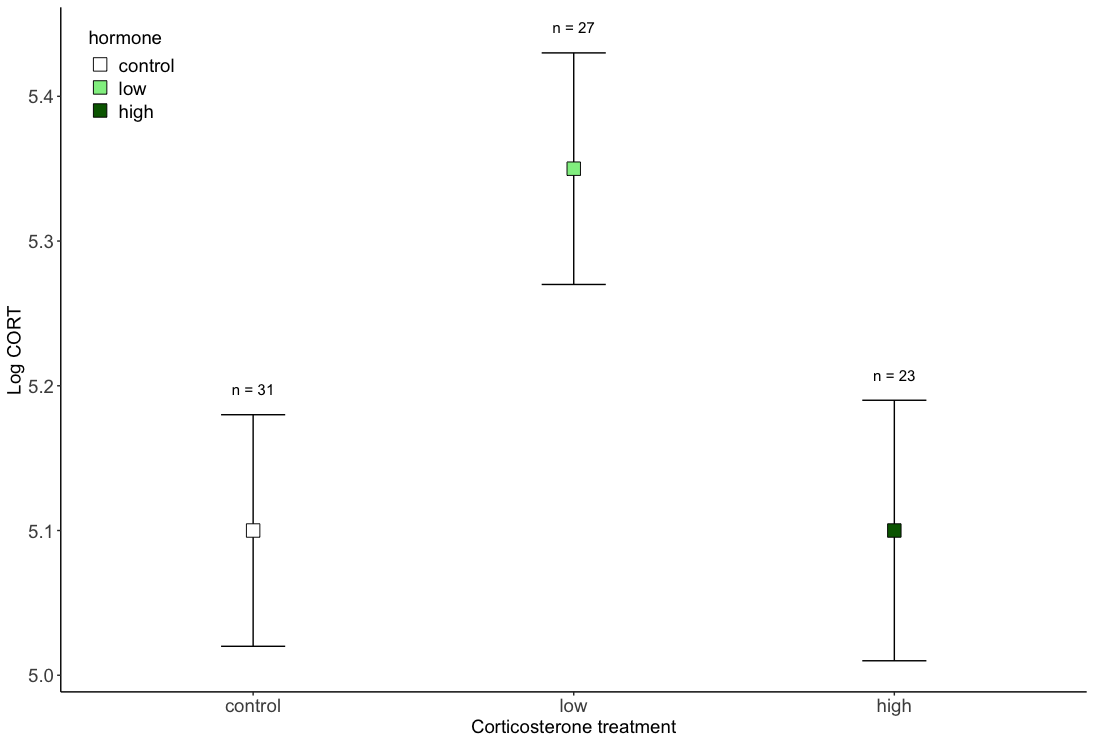 hormone
control
low
high
n = 27
n = 31
n = 23
Log CORT
5.4
5.3
5.2
5.1
5.0
control
low
high
Corticosterone treatment